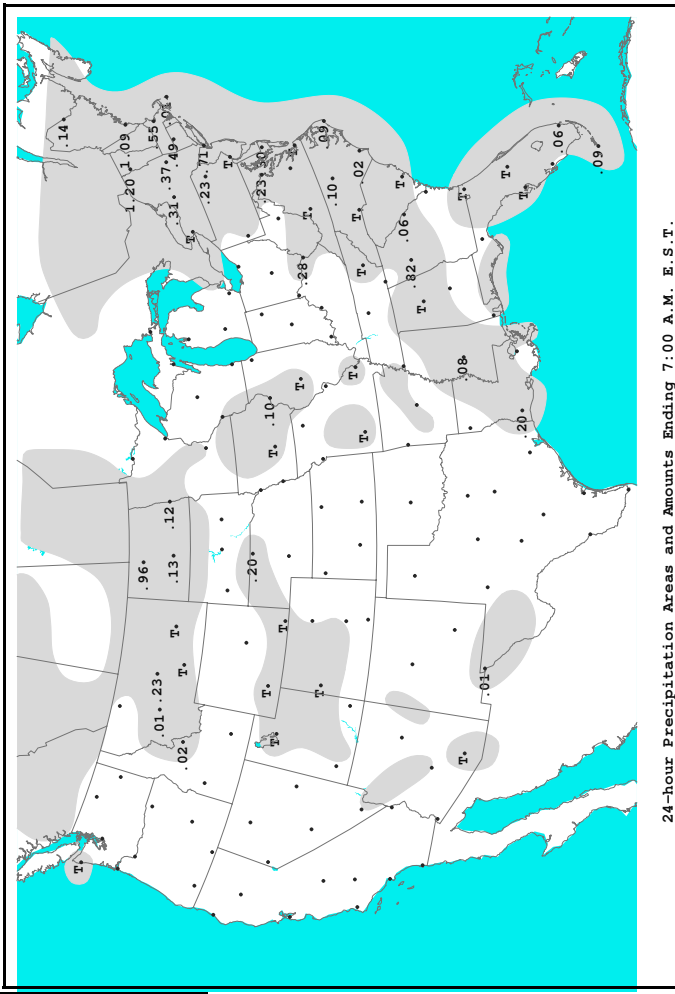 .14
T
1.09
1.20
.96
.55
.01
.23
.37
.12
.49
.31
.13
T
T
.02
T
.71
.23
T
.20
.30
.23
T
.10
T
T
T
T
.28
T
T
.09
.10
T
.02
T
T
T
.06
.82
T
.08
T
T
.01
T
.20
T
.06
.09
24-hour Precipitation Areas and Amounts Ending 7:00 A.M. E.S.T.